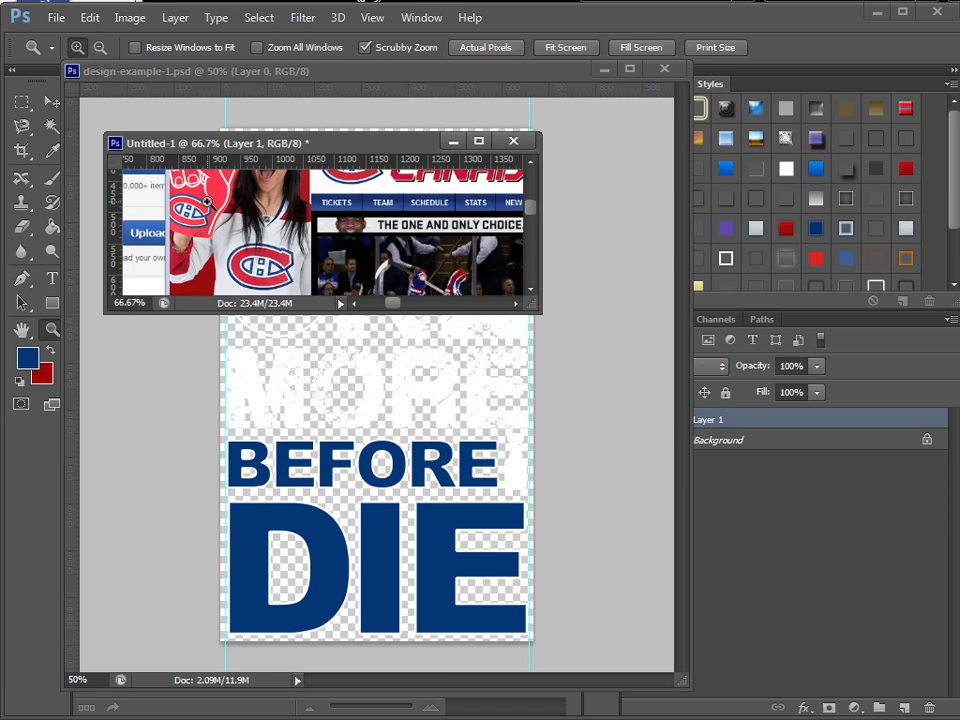 Ps File Edit Image Layer Type Select Filter 3D View Window Help
Resize Windows to Fit Zoom All Windows Scrubby Zoom Actual Pixels Fit Screen Fill Screen Print Size
Ps design-example-1.psd @ 50% (Layer 0, RGB/8)
Styles
Ps Untitled-1 @ 66.7% (Layer 1, RGB/8) *
750 800 850 900 950 1000 1050 1100 1150 1200 1250 1300 1350
0,000+ item
TICKETS TEAM SCHEDULE STATS NEW
Upload
THE ONE AND ONLY CHOICE
ad your own
66.67% Doc: 23.4M/23.4M
Channels Paths
MORE
Opacity: 100%
Fill: 100%
Layer 1
Background
BEFORE
DIE
50% Doc: 2.09M/11.9M
fx